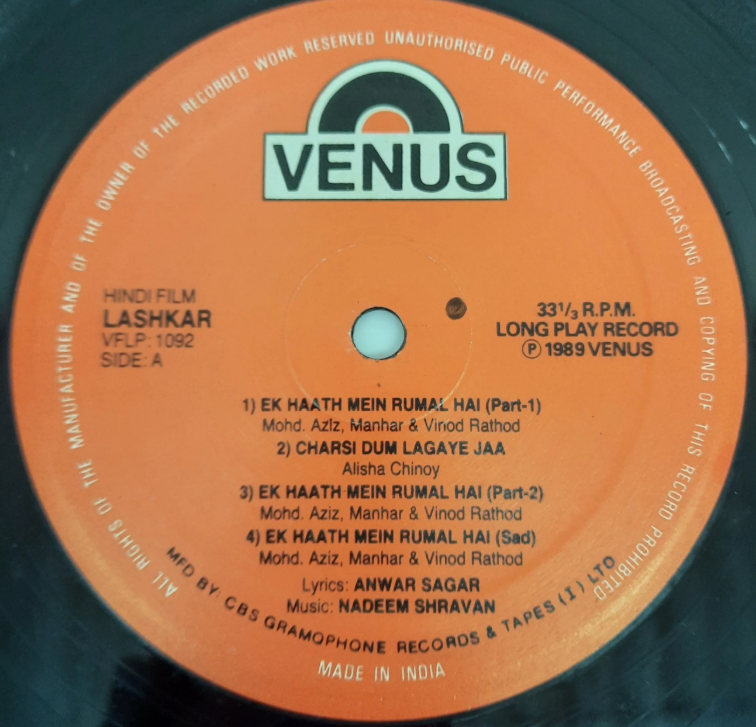 ALL RIGHTS OF THE MANUFACTURER AND OF THE OWNER OF THE RECORDED WORK RESERVED UNAUTHORISED PUBLIC PERFORMANCE BROADCASTING AND COPYING OF THIS RECORD PROHIBITED
VENUS
HINDI FILM
LASHKAR
VFLP: 1092
SIDE: A
33 1/3 R.P.M.
LONG PLAY RECORD
Ⓟ 1989 VENUS
1) EK HAATH MEIN RUMAL HAI (Part-1)
Mohd. Aziz, Manhar & Vinod Rathod
2) CHARSI DUM LAGAYE JAA
Alisha Chinoy
3) EK HAATH MEIN RUMAL HAI (Part-2)
Mohd. Aziz, Manhar & Vinod Rathod
4) EK HAATH MEIN RUMAL HAI (Sad)
Mohd. Aziz, Manhar & Vinod Rathod
Lyrics: ANWAR SAGAR
Music: NADEEM SHRAVAN
MFD BY: CBS GRAMOPHONE RECORDS & TAPES (I) LTD
MADE IN INDIA